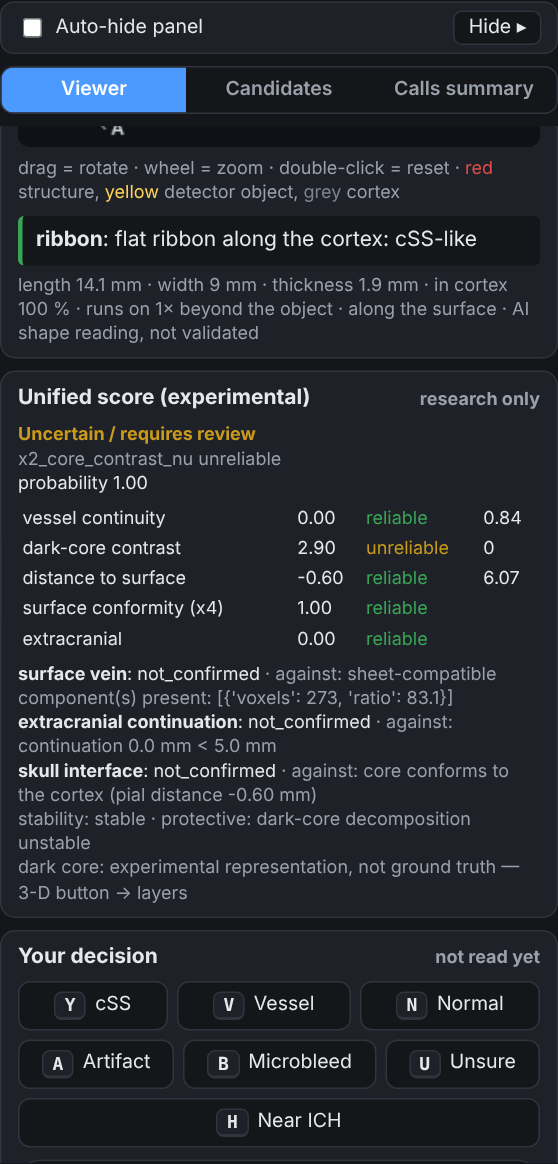 Auto-hide panel
Hide ▸
Viewer Candidates Calls summary
A
drag = rotate · wheel = zoom · double-click = reset · red
structure, yellow detector object, grey cortex
ribbon: flat ribbon along the cortex: cSS-like
length 14.1 mm · width 9 mm · thickness 1.9 mm · in cortex
100 % · runs on 1× beyond the object · along the surface · AI
shape reading, not validated
Unified score (experimental) research only
Uncertain / requires review
x2_core_contrast_nu unreliable
probability 1.00
vessel continuity 0.00 reliable 0.84
dark-core contrast 2.90 unreliable 0
distance to surface -0.60 reliable 6.07
surface conformity (x4) 1.00 reliable
extracranial 0.00 reliable
surface vein: not_confirmed · against: sheet-compatible
component(s) present: [{'voxels': 273, 'ratio': 83.1}]
extracranial continuation: not_confirmed · against:
continuation 0.0 mm < 5.0 mm
skull interface: not_confirmed · against: core conforms to
the cortex (pial distance -0.60 mm)
stability: stable · protective: dark-core decomposition
unstable
dark core: experimental representation, not ground truth —
3-D button → layers
Your decision not read yet
Y cSS V Vessel N Normal
A Artifact B Microbleed U Unsure
H Near ICH